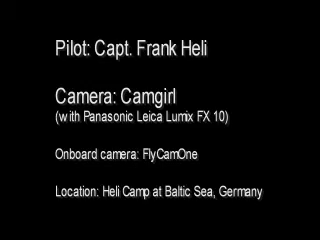 Pilot: Capt. Frank Heli
Camera: Camgirl
(with Panasonic Leica Lumix FX 10)
Onboard camera: FlyCamOne
Location: Heli Camp at Baltic Sea, Germany